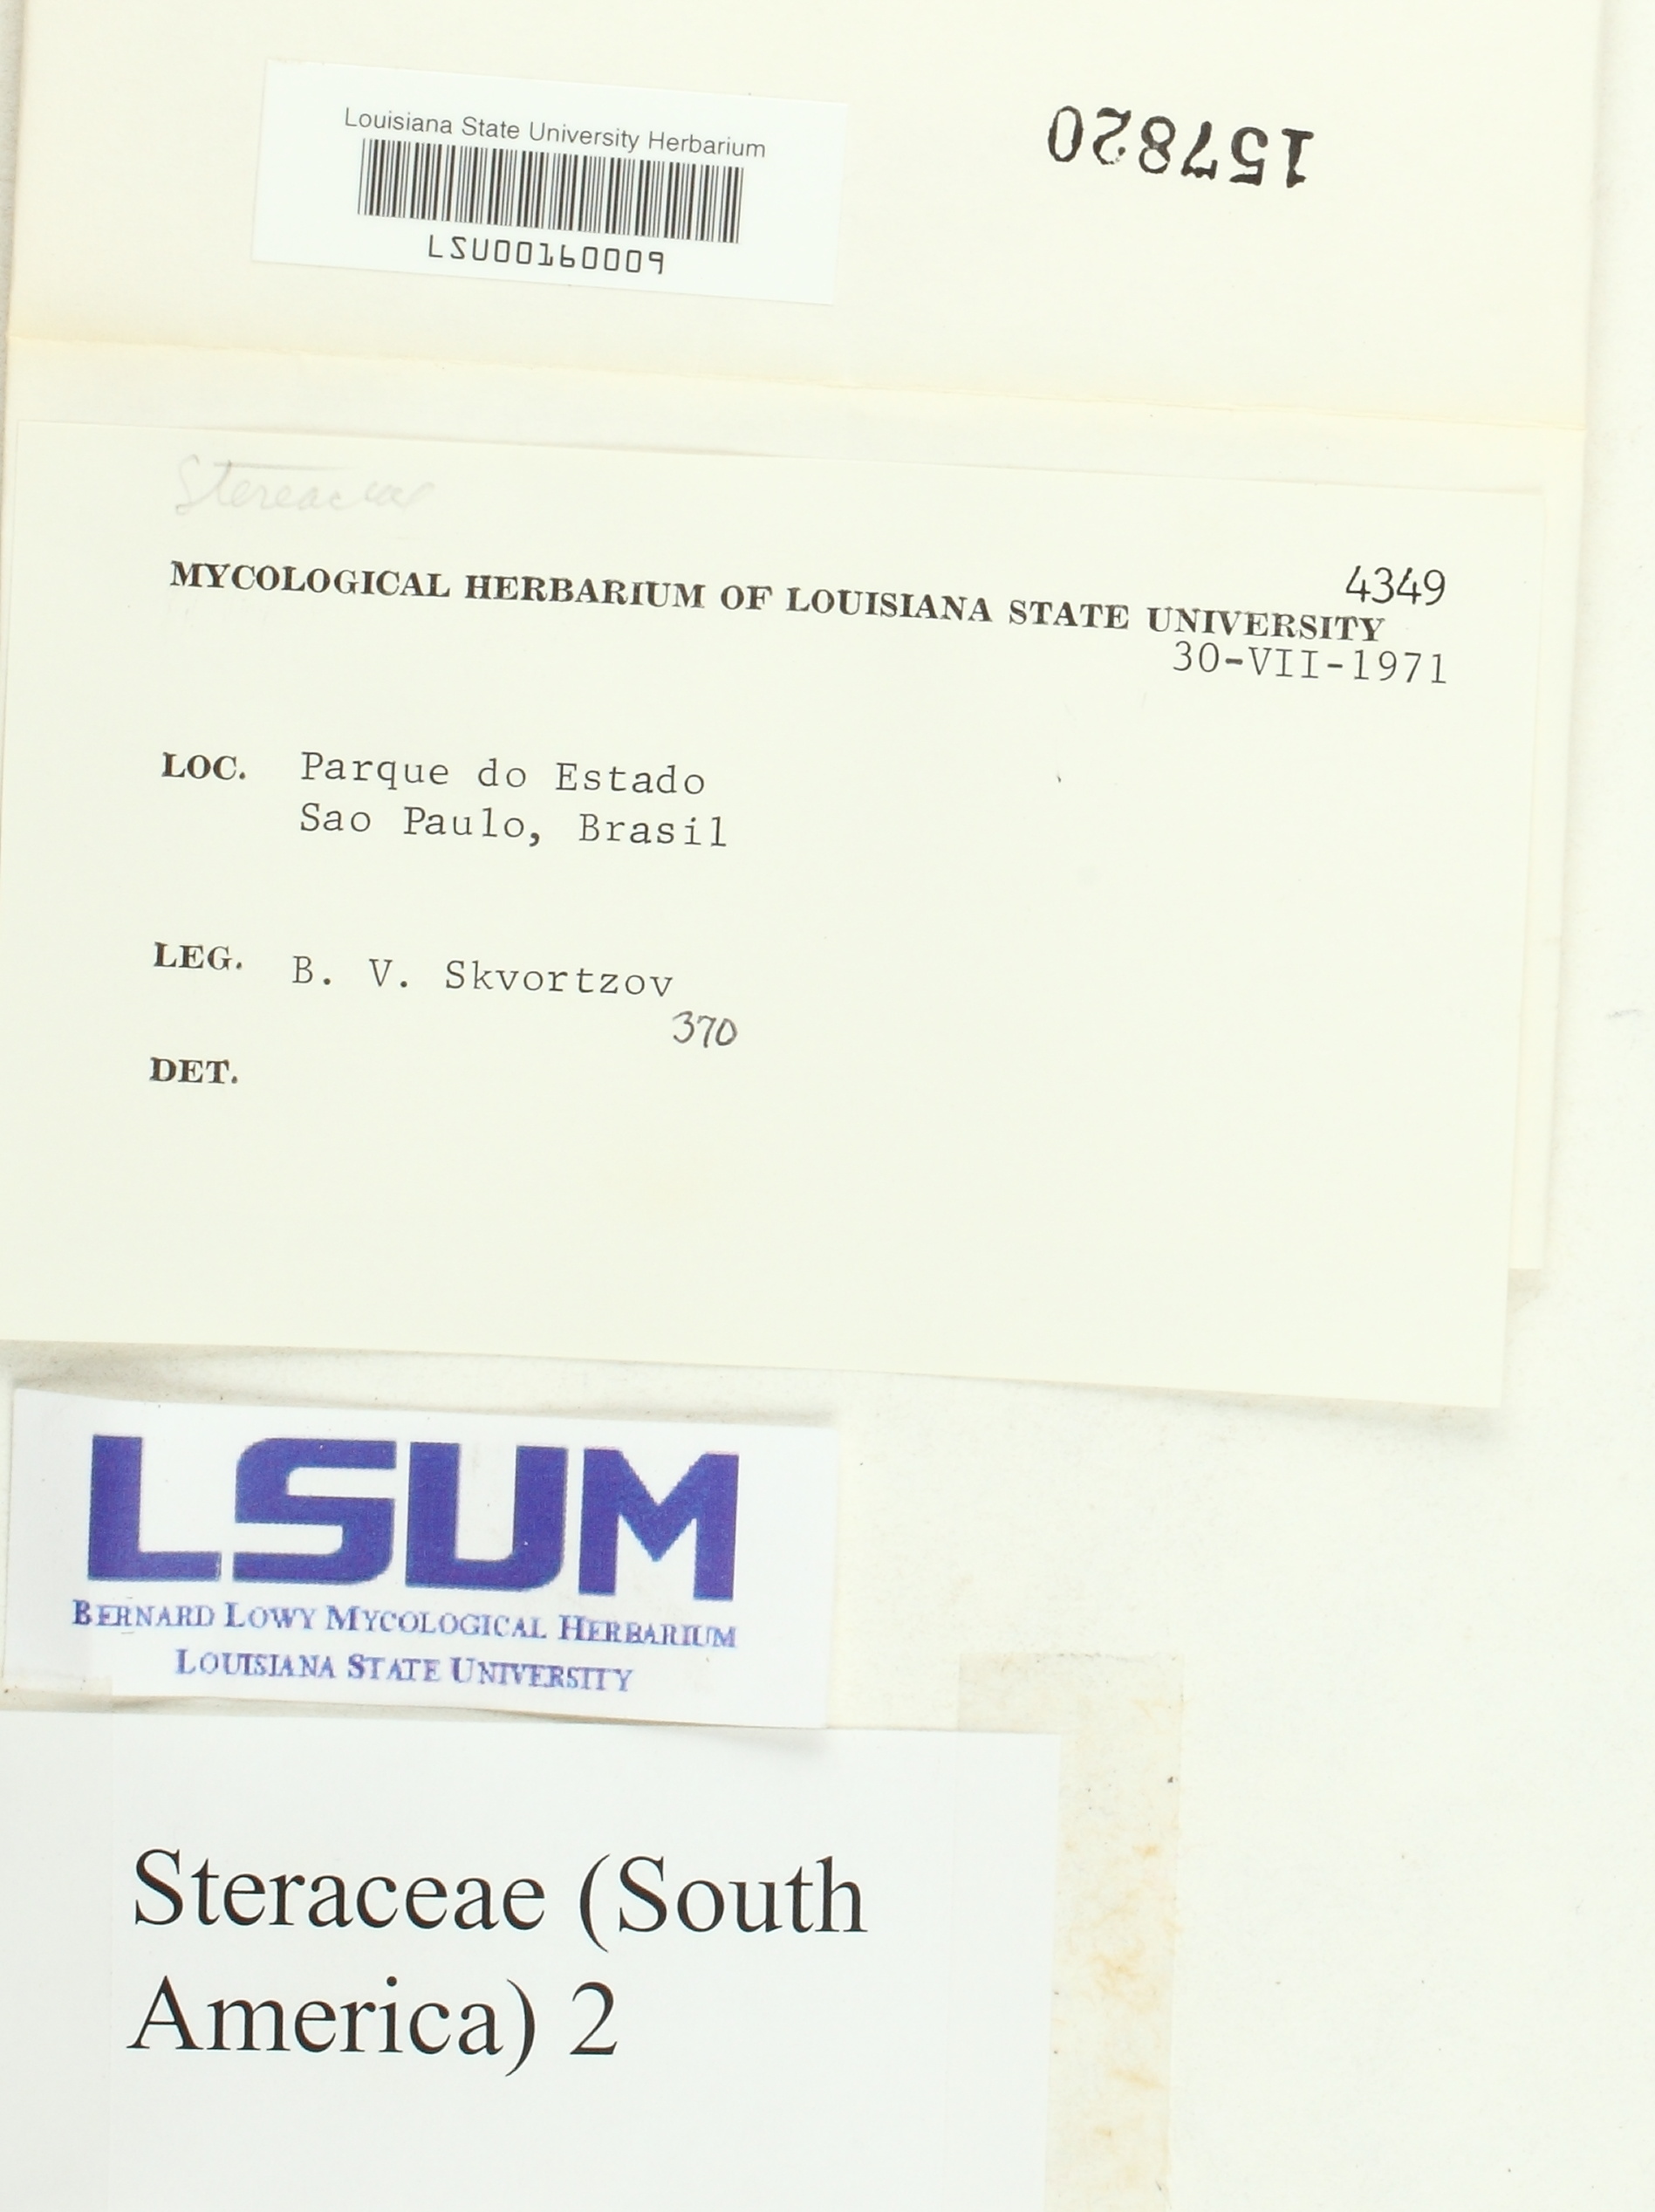 Louisiana State University Herbarium
LSU00160009
157820
Stereaceae
4349
MYCOLOGICAL HERBARIUM OF LOUISIANA STATE UNIVERSITY
30-VII-1971
LOC. Parque do Estado
Sao Paulo, Brasil
LEG. B. V. Skvortzov
370
DET.
LSUM
BERNARD LOWY MYCOLOGICAL HERBARIUM
LOUISIANA STATE UNIVERSITY
Steraceae (South
America) 2